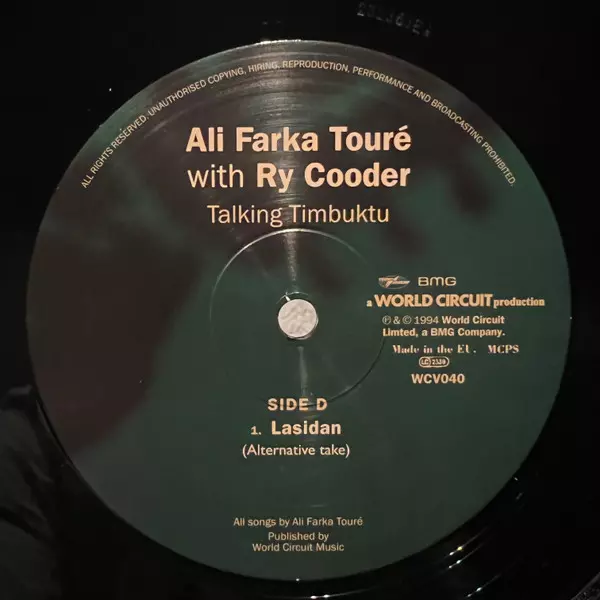 ALL RIGHTS RESERVED. UNAUTHORISED COPYING, HIRING, REPRODUCTION, PERFORMANCE AND BROADCASTING PROHIBITED.
Ali Farka Touré
with Ry Cooder
Talking Timbuktu
BMG
a WORLD CIRCUIT production
℗ & © 1994 World Circuit
Limted, a BMG Company.
Made in the EU. MCPS
LC 2339
WCV040
SIDE D
1. Lasidan
(Alternative take)
All songs by Ali Farka Touré
Published by
World Circuit Music